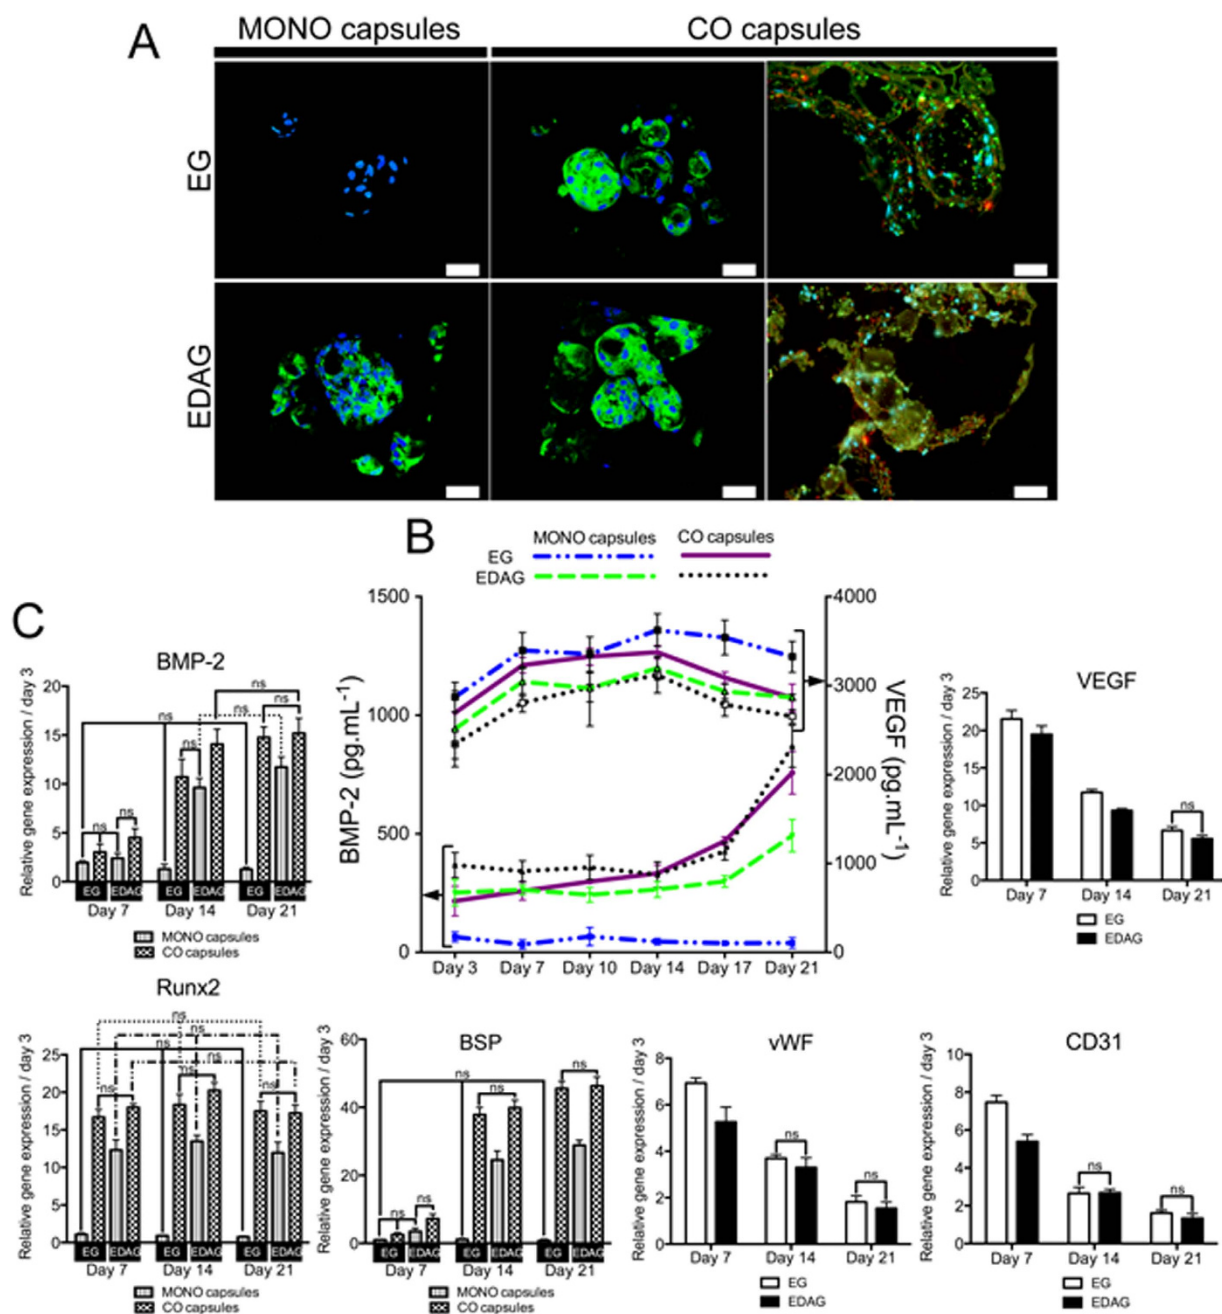 A
MONO capsules
CO capsules
EG
EDAG
B
MONO capsules
CO capsules
EG
EDAG
1500
1000
500
0
BMP-2 (pg.mL-1)
4000
3000
2000
1000
0
VEGF (pg.mL-1)
Day 3
Day 7
Day 10
Day 14
Day 17
Day 21
C
BMP-2
Relative gene expression / day 3
20
15
10
5
0
ns
ns
ns
ns
ns
ns
ns
EG
EDAG
EG
EDAG
EG
EDAG
Day 7
Day 14
Day 21
MONO capsules
CO capsules
VEGF
Relative gene expression / day 3
25
20
15
10
5
0
ns
Day 7
Day 14
Day 21
EG
EDAG
Runx2
Relative gene expression / day 3
25
20
15
10
5
0
ns
ns
ns
ns
ns
ns
ns
EG
EDAG
EG
EDAG
EG
EDAG
Day 7
Day 14
Day 21
MONO capsules
CO capsules
BSP
Relative gene expression / day 3
60
40
20
0
ns
ns
ns
ns
ns
EG
EDAG
EG
EDAG
EG
EDAG
Day 7
Day 14
Day 21
MONO capsules
CO capsules
vWF
Relative gene expression / day 3
8
6
4
2
0
ns
ns
Day 7
Day 14
Day 21
EG
EDAG
CD31
Relative gene expression / day 3
10
8
6
4
2
0
ns
ns
Day 7
Day 14
Day 21
EG
EDAG